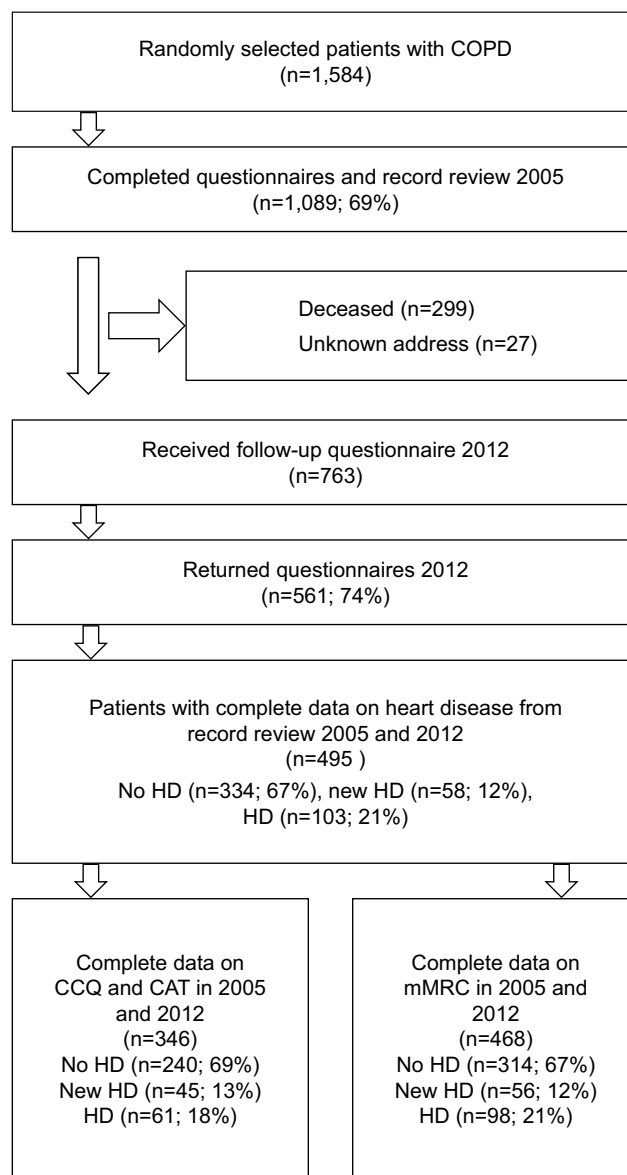 Randomly selected patients with COPD
(n=1,584)
Completed questionnaires and record review 2005
(n=1,089; 69%)
Deceased (n=299)
Unknown address (n=27)
Received follow-up questionnaire 2012
(n=763)
Returned questionnaires 2012
(n=561; 74%)
Patients with complete data on heart disease from
record review 2005 and 2012
(n=495 )
No HD (n=334; 67%), new HD (n=58; 12%),
HD (n=103; 21%)
Complete data on
CCQ and CAT in 2005
and 2012
(n=346)
No HD (n=240; 69%)
New HD (n=45; 13%)
HD (n=61; 18%)
Complete data on
mMRC in 2005 and
2012
(n=468)
No HD (n=314; 67%)
New HD (n=56; 12%)
HD (n=98; 21%)